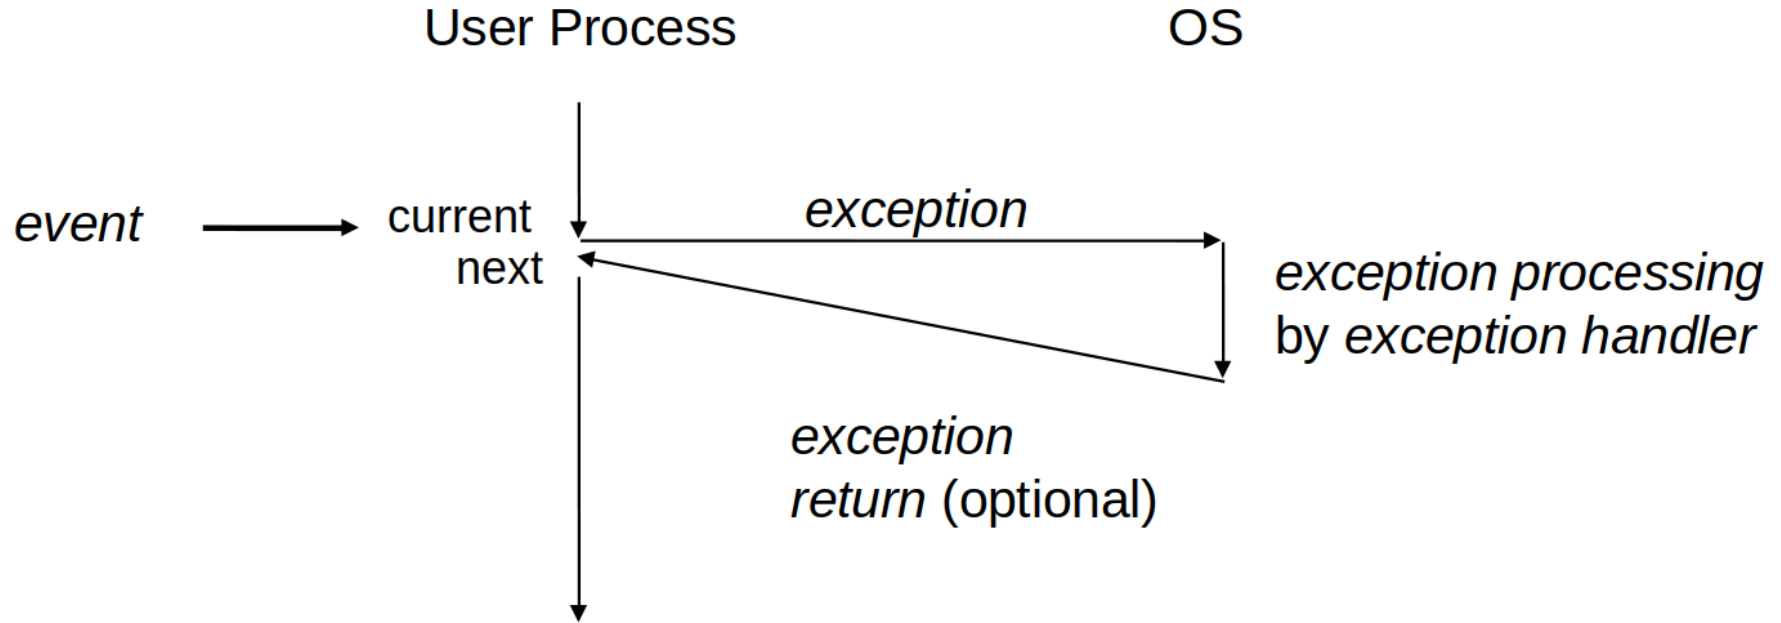 User Process
OS
event
current
next
exception
exception processing
by exception handler
exception
return (optional)